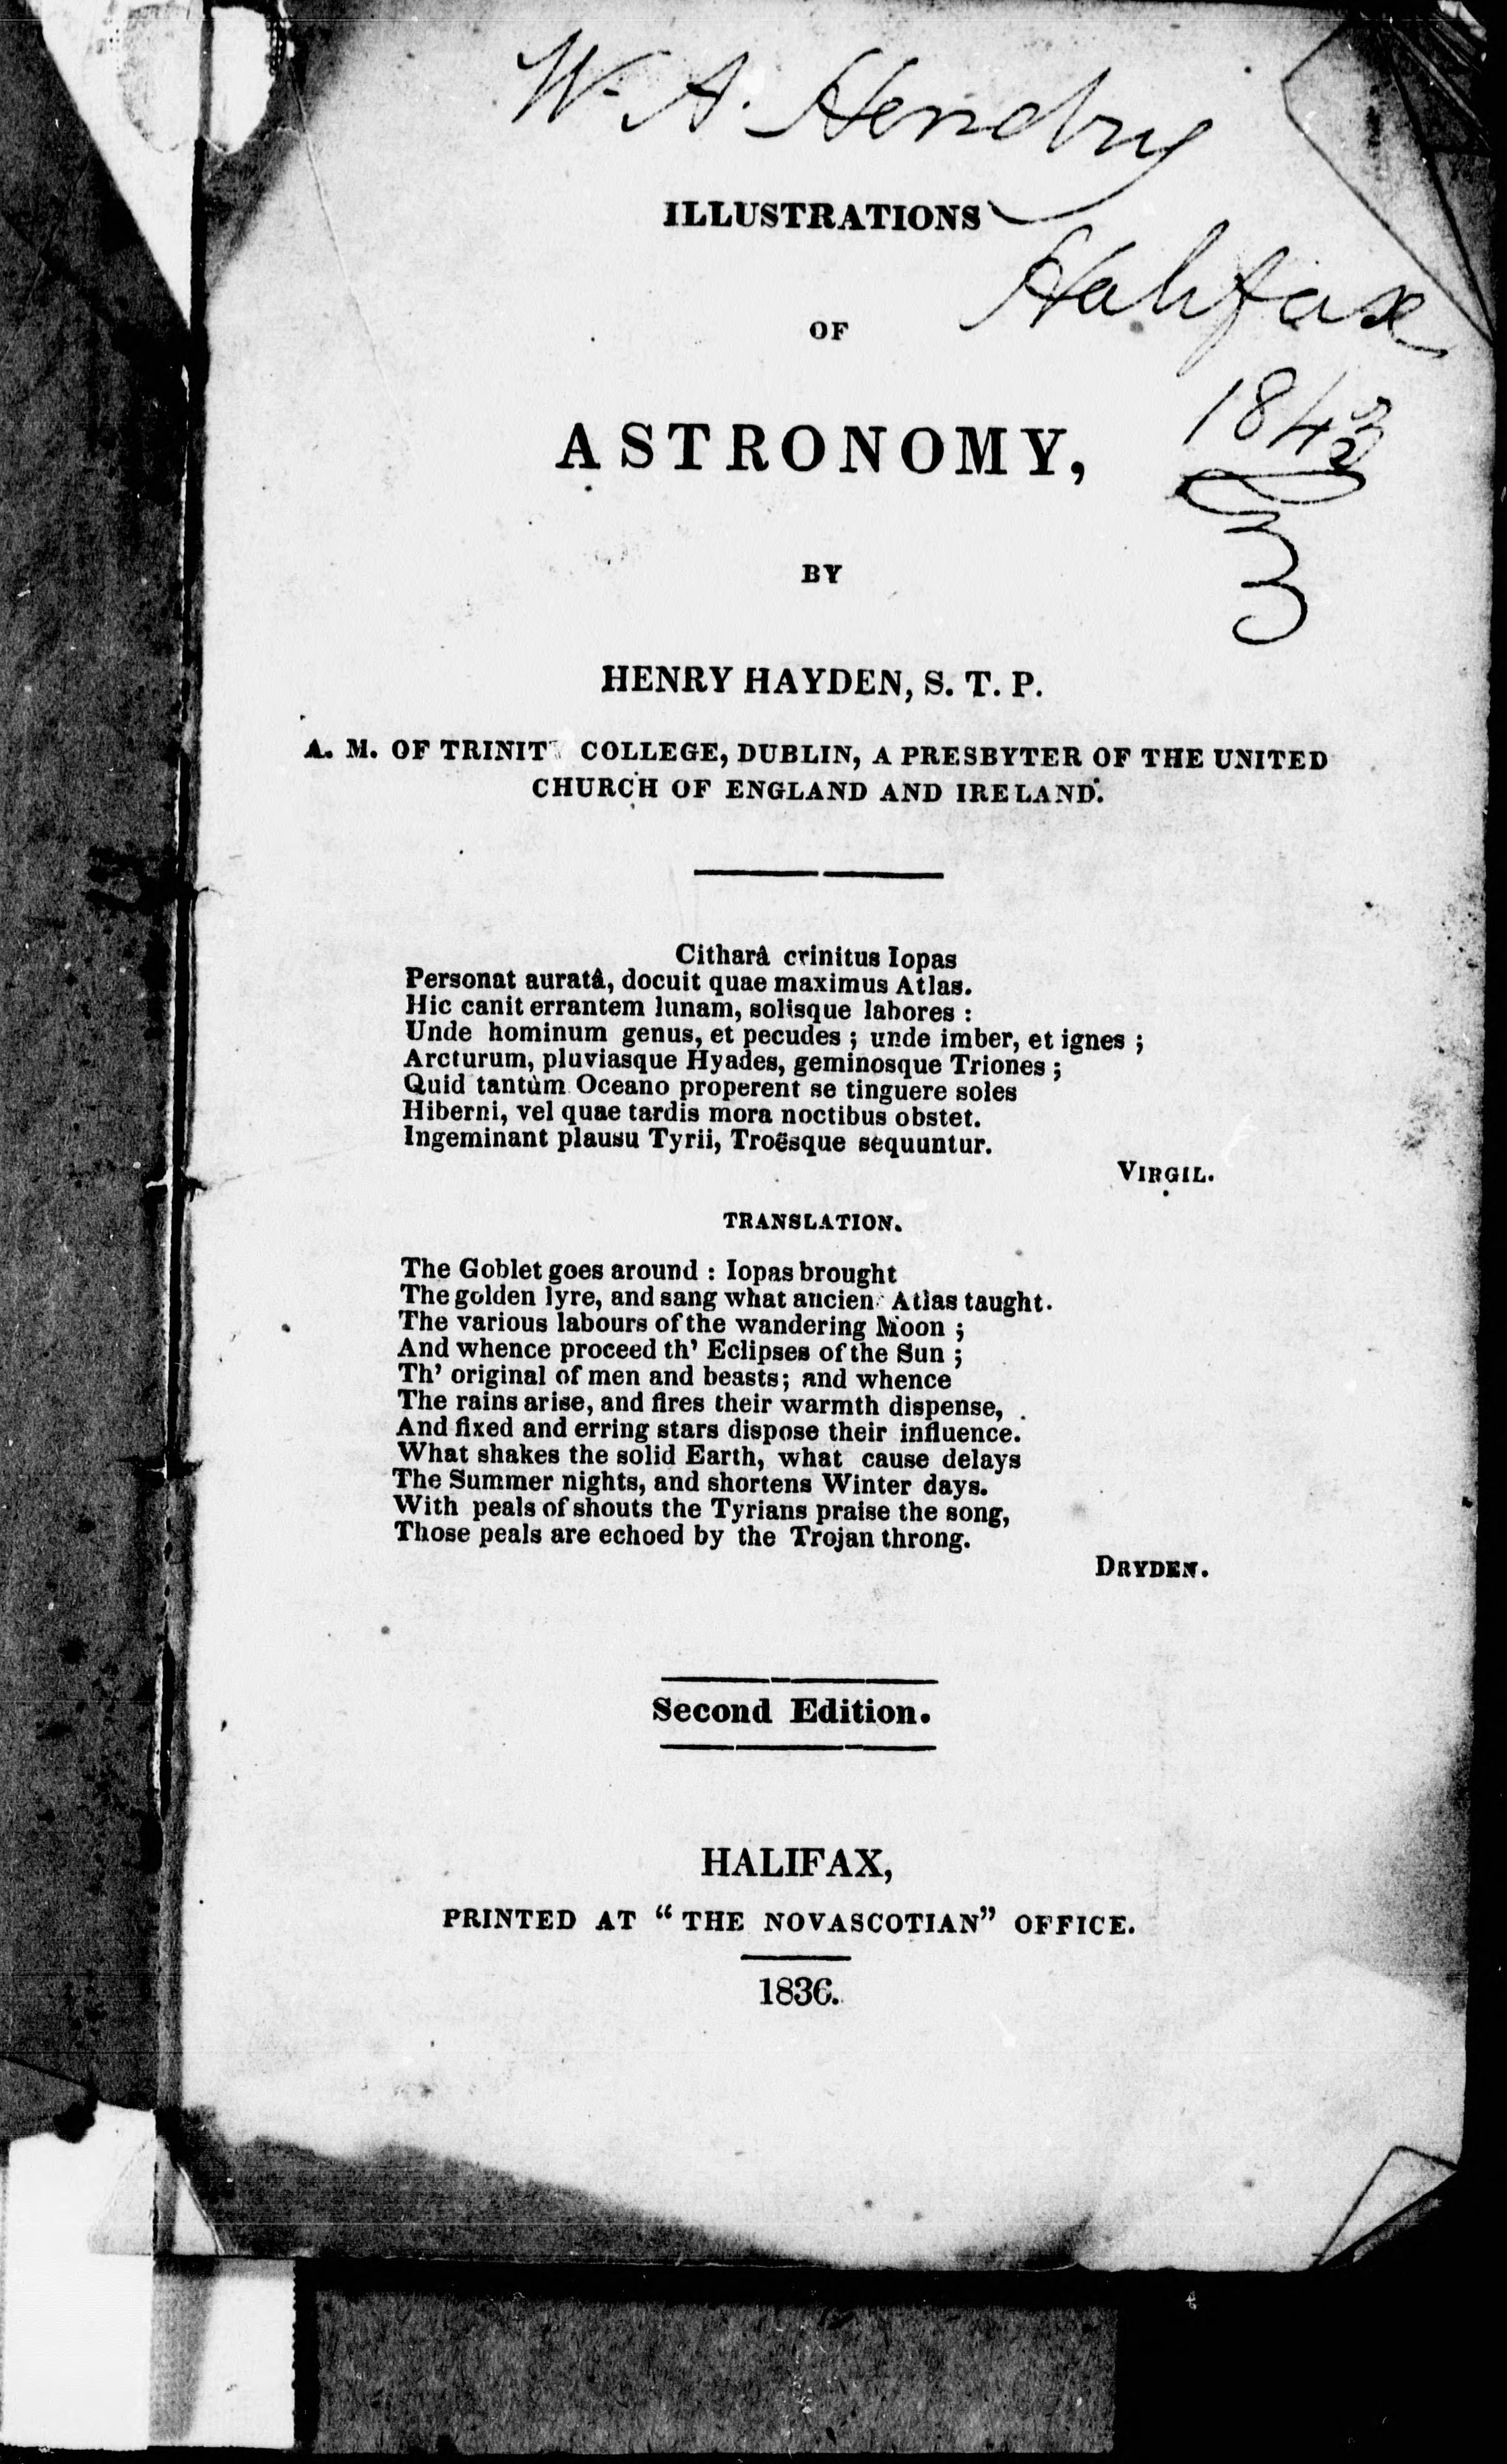 W. A. Hendry
ILLUSTRATIONS
Halifax
OF
1843
ASTRONOMY,
3
BY
HENRY HAYDEN, S. T. P.
A. M. OF TRINITY COLLEGE, DUBLIN, A PRESBYTER OF THE UNITED
CHURCH OF ENGLAND AND IRELAND.
Citharâ crinitus Iopas
Personat auratâ, docuit quae maximus Atlas.
Hic canit errantem lunam, solisque labores :
Unde hominum genus, et pecudes ; unde imber, et ignes ;
Arcturum, pluviasque Hyades, geminosque Triones ;
Quid tantùm Oceano properent se tinguere soles
Hiberni, vel quae tardis mora noctibus obstet.
Ingeminant plausu Tyrii, Troësque sequuntur.
VIRGIL.
TRANSLATION.
The Goblet goes around : Iopas brought
The golden lyre, and sang what ancien Atlas taught.
The various labours of the wandering Moon ;
And whence proceed th' Eclipses of the Sun ;
Th' original of men and beasts; and whence
The rains arise, and fires their warmth dispense,
And fixed and erring stars dispose their influence.
What shakes the solid Earth, what cause delays
The Summer nights, and shortens Winter days.
With peals of shouts the Tyrians praise the song,
Those peals are echoed by the Trojan throng.
DRYDEN.
Second Edition.
HALIFAX,
PRINTED AT “ THE NOVASCOTIAN” OFFICE.
1836.